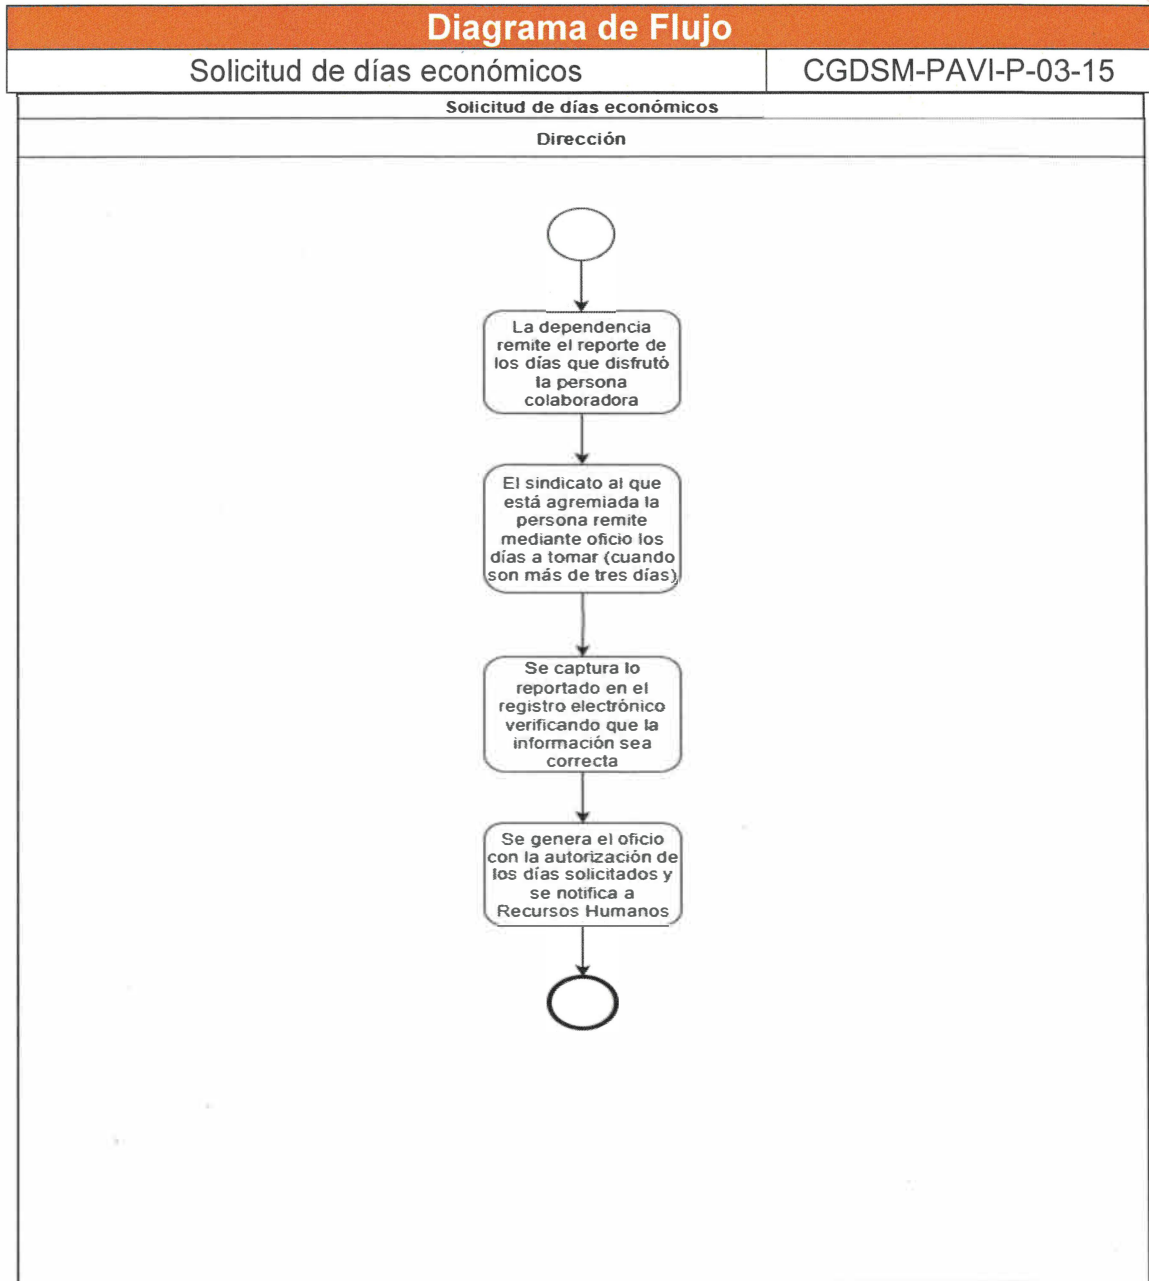 Diagrama de Flujo
Solicitud de días económicos
CGDSM-PAVI-P-03-15
Solicitud de días económicos
Dirección
La dependencia
remite el reporte de
los días que disfrutó
la persona
colaboradora
El sindicato al que
está agremiada la
persona remite
mediante oficio los
días a tomar (cuando
son más de tres días)
Se captura lo
reportado en el
registro electrónico
verificando que la
información sea
correcta
Se genera el oficio
con la autorización de
los días solicitados y
se notifica a
Recursos Humanos